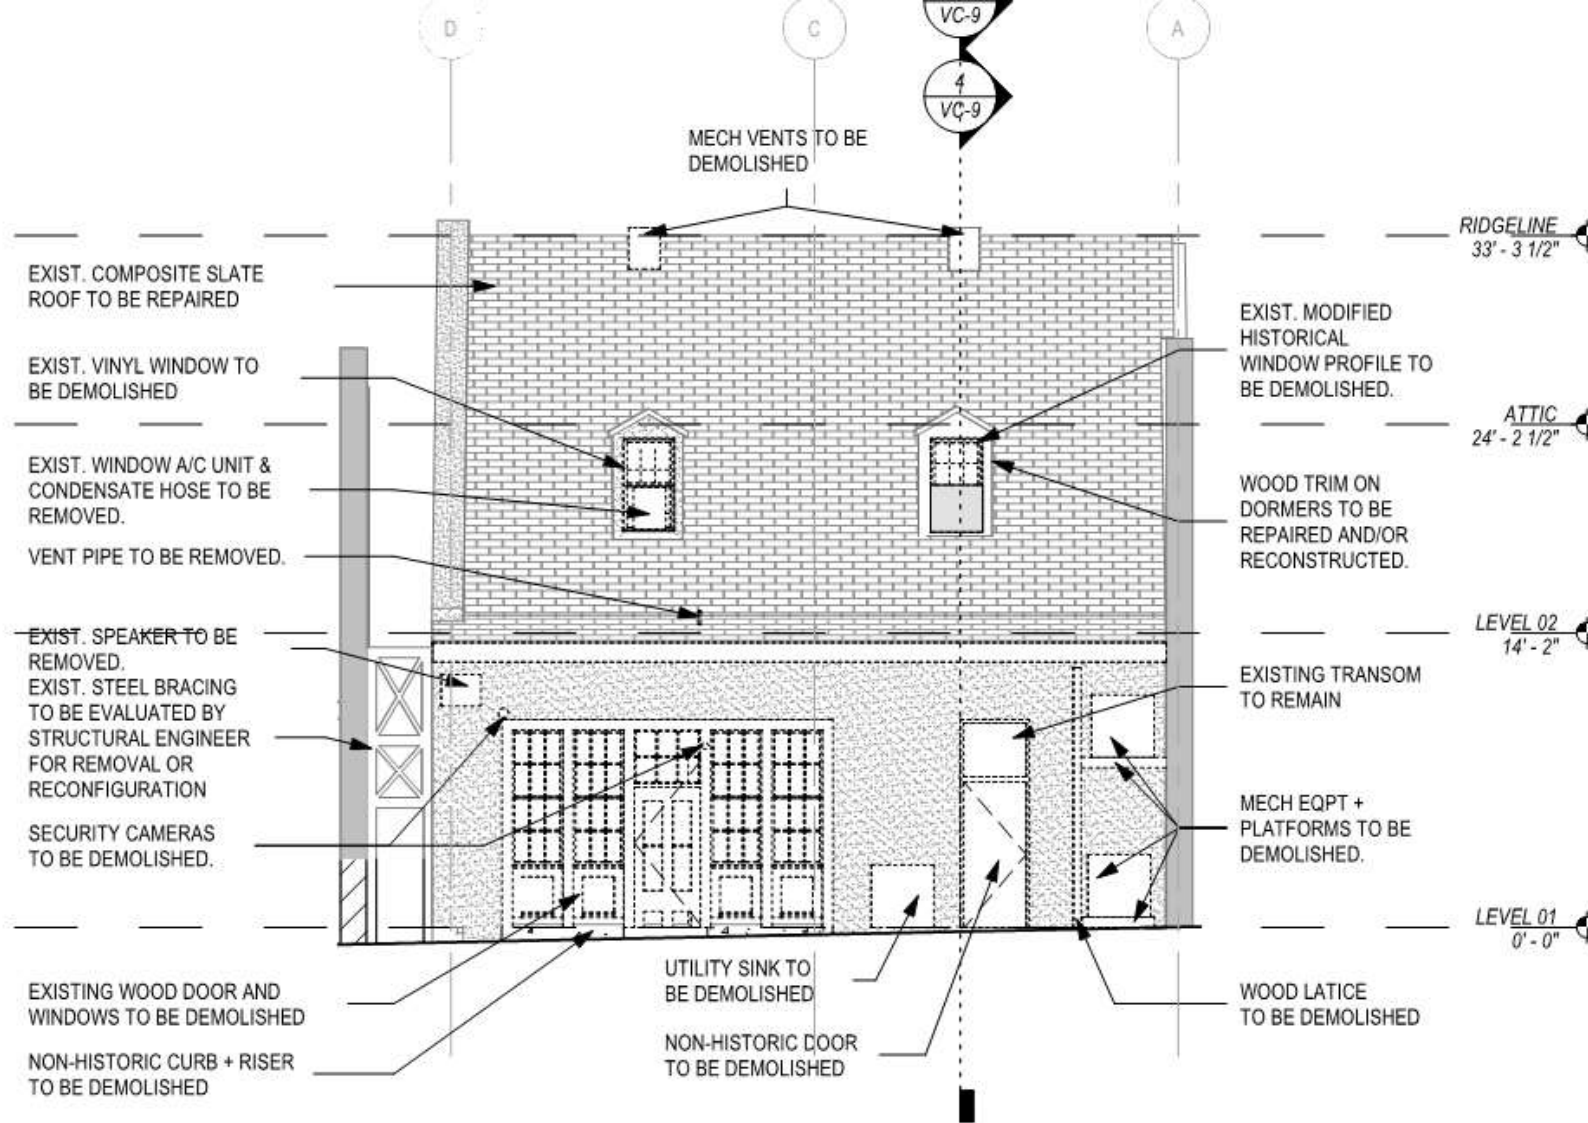 D
C
A
VC-9
4
VC-9
MECH VENTS TO BE
DEMOLISHED
RIDGELINE
33' - 3 1/2"
EXIST. COMPOSITE SLATE
ROOF TO BE REPAIRED
EXIST. MODIFIED
HISTORICAL
WINDOW PROFILE TO
BE DEMOLISHED.
EXIST. VINYL WINDOW TO
BE DEMOLISHED
ATTIC
24' - 2 1/2"
EXIST. WINDOW A/C UNIT &
CONDENSATE HOSE TO BE
REMOVED.
WOOD TRIM ON
DORMERS TO BE
REPAIRED AND/OR
RECONSTRUCTED.
VENT PIPE TO BE REMOVED.
LEVEL 02
14' - 2"
EXIST. SPEAKER TO BE
REMOVED.
EXIST. STEEL BRACING
TO BE EVALUATED BY
STRUCTURAL ENGINEER
FOR REMOVAL OR
RECONFIGURATION
EXISTING TRANSOM
TO REMAIN
SECURITY CAMERAS
TO BE DEMOLISHED.
MECH EQPT +
PLATFORMS TO BE
DEMOLISHED.
LEVEL 01
0' - 0"
EXISTING WOOD DOOR AND
WINDOWS TO BE DEMOLISHED
UTILITY SINK TO
BE DEMOLISHED
WOOD LATICE
TO BE DEMOLISHED
NON-HISTORIC CURB + RISER
TO BE DEMOLISHED
NON-HISTORIC DOOR
TO BE DEMOLISHED